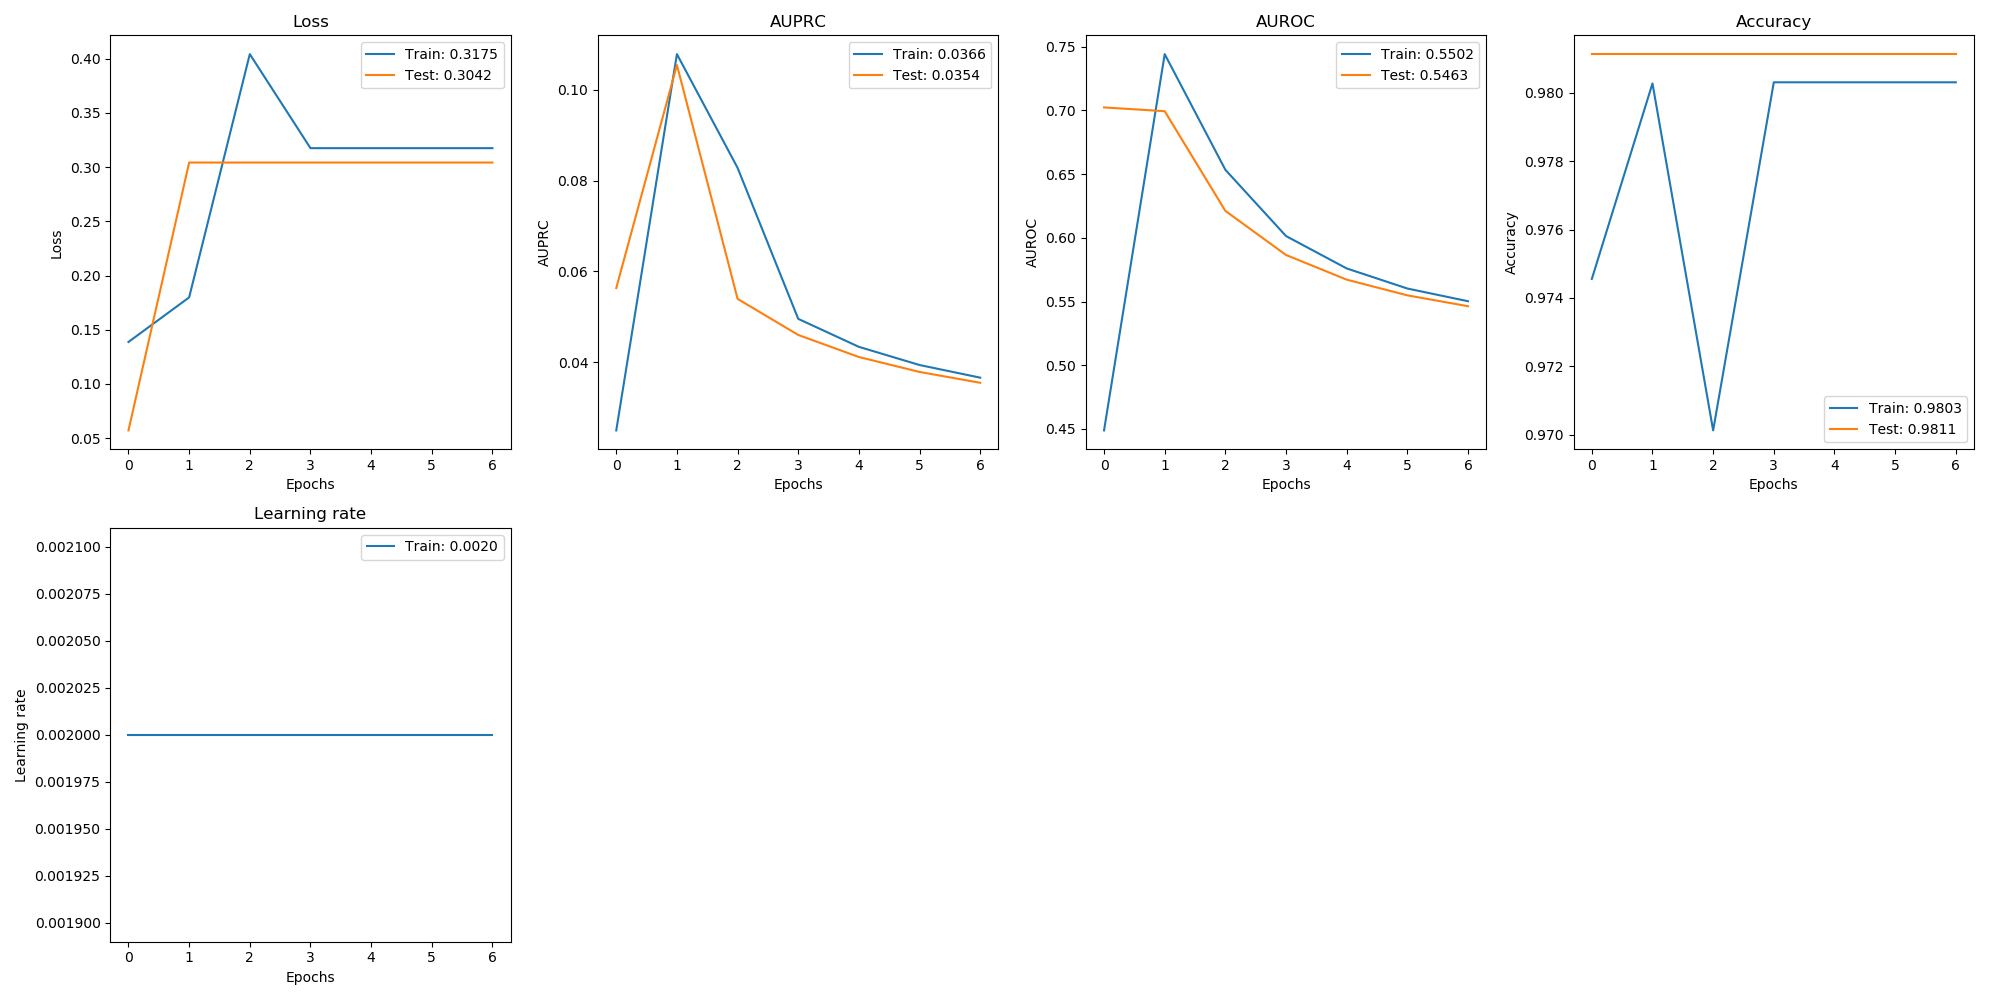 Loss
Train: 0.3175
Test: 0.3042
0.40
0.35
0.30
0.25
0.20
0.15
0.10
0.05
Loss
0 1 2 3 4 5 6
Epochs
AUPRC
Train: 0.0366
Test: 0.0354
0.10
0.08
0.06
0.04
AUPRC
0 1 2 3 4 5 6
Epochs
AUROC
Train: 0.5502
Test: 0.5463
0.75
0.70
0.65
0.60
0.55
0.50
0.45
AUROC
0 1 2 3 4 5 6
Epochs
Accuracy
0.980
0.978
0.976
0.974
0.972
0.970
Accuracy
Train: 0.9803
Test: 0.9811
0 1 2 3 4 5 6
Epochs
Learning rate
Train: 0.0020
0.002100
0.002075
0.002050
0.002025
0.002000
0.001975
0.001950
0.001925
0.001900
Learning rate
0 1 2 3 4 5 6
Epochs